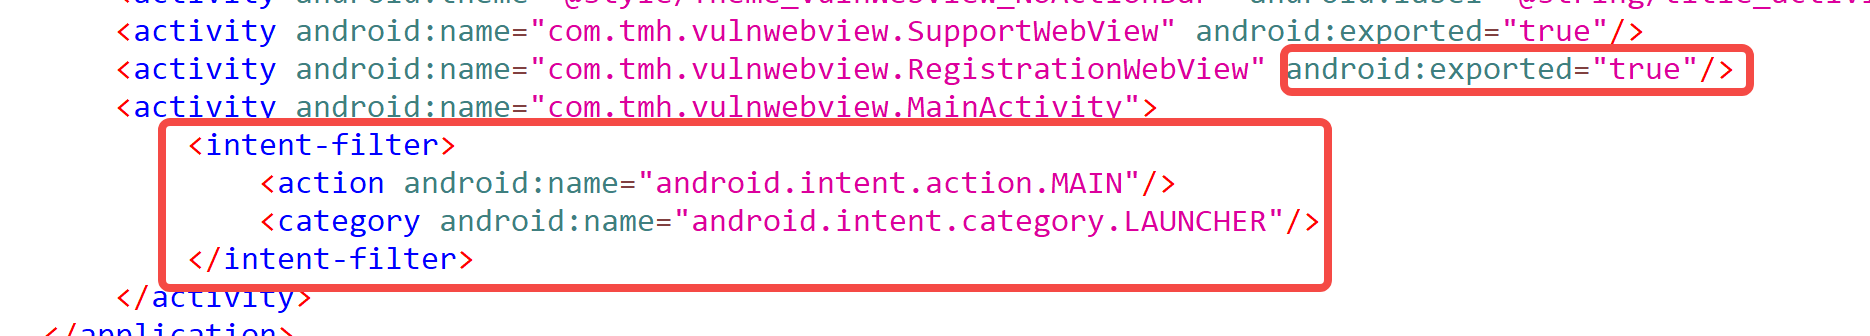 <activity android:name="com.tmh.vulnwebview.SupportWebView" android:exported="true"/>
<activity android:name="com.tmh.vulnwebview.RegistrationWebView" android:exported="true"/>
<activity android:name="com.tmh.vulnwebview.MainActivity">
<intent-filter>
<action android:name="android.intent.action.MAIN"/>
<category android:name="android.intent.category.LAUNCHER"/>
</intent-filter>
</activity>
</application>